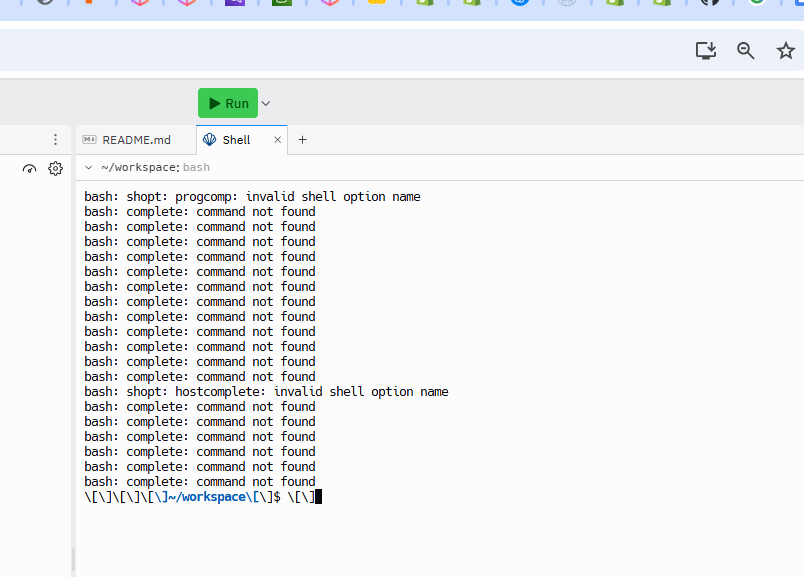 Run
README.md
Shell
~/workspace: bash
bash: shopt: progcomp: invalid shell option name
bash: complete: command not found
bash: complete: command not found
bash: complete: command not found
bash: complete: command not found
bash: complete: command not found
bash: complete: command not found
bash: complete: command not found
bash: complete: command not found
bash: complete: command not found
bash: complete: command not found
bash: complete: command not found
bash: complete: command not found
bash: shopt: hostcomplete: invalid shell option name
bash: complete: command not found
bash: complete: command not found
bash: complete: command not found
bash: complete: command not found
bash: complete: command not found
bash: complete: command not found
\[\]\[\]\[\]~/workspace\[\]$ \[\]